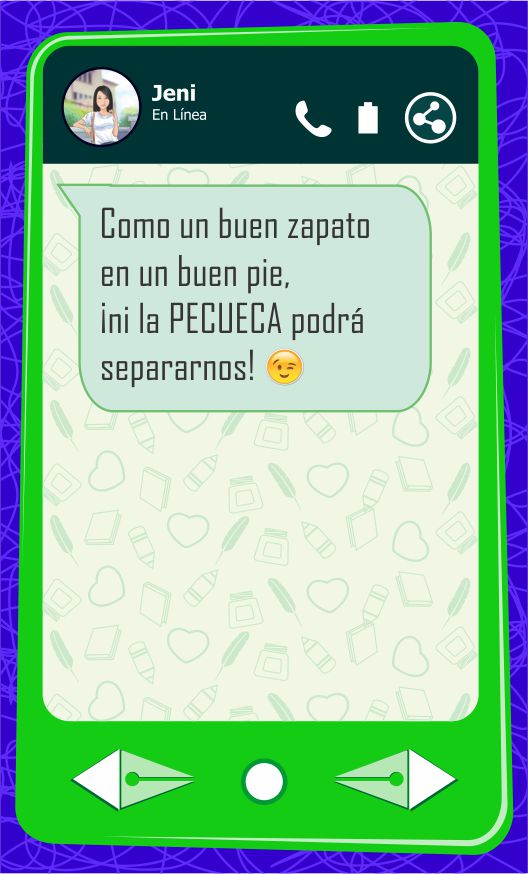 Jeni
En Línea
Como un buen zapato
en un buen pie,
¡ni la PECUECA podrá
separarnos! 😉